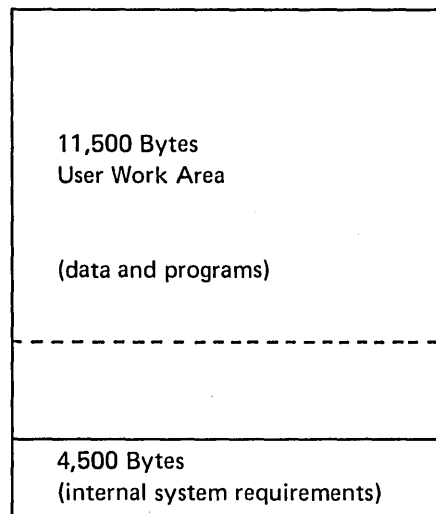 11,500 Bytes
User Work Area
(data and programs)
4,500 Bytes
(internal system requirements)